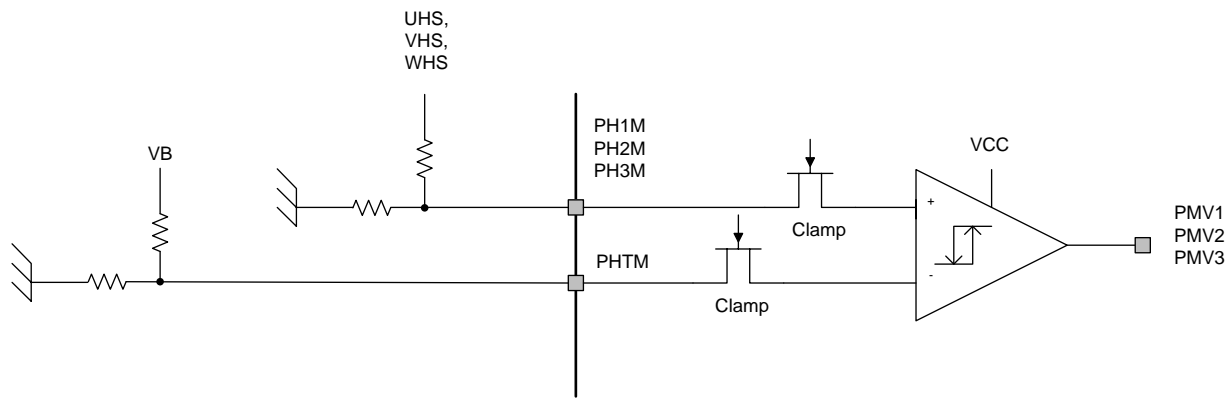 UHS,
VHS,
WHS
VB
PH1M
PH2M
PH3M
VCC
Clamp
PHTM
Clamp
+
-
PMV1
PMV2
PMV3